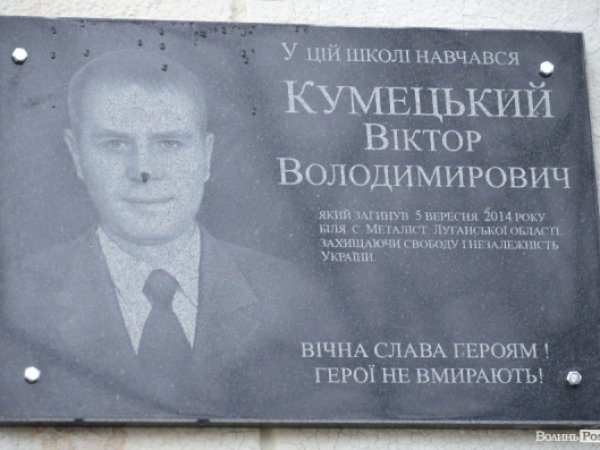 У ЦІЙ ШКОЛІ НАВЧАВСЯ
КУМЕЦЬКИЙ
ВІКТОР
ВОЛОДИМИРОВИЧ
ЯКИЙ ЗАГИНУВ 5 ВЕРЕСНЯ 2014 РОКУ
БІЛЯ С МЕТАЛІСТ ЛУГАНСЬКОЇ ОБЛАСТІ,
ЗАХИЩАЮЧИ СВОБОДУ І НЕЗАЛЕЖНІСТЬ
УКРАЇНИ.
ВІЧНА СЛАВА ГЕРОЯМ !
ГЕРОЇ НЕ ВМИРАЮТЬ!
ВОЛИНЬPOS